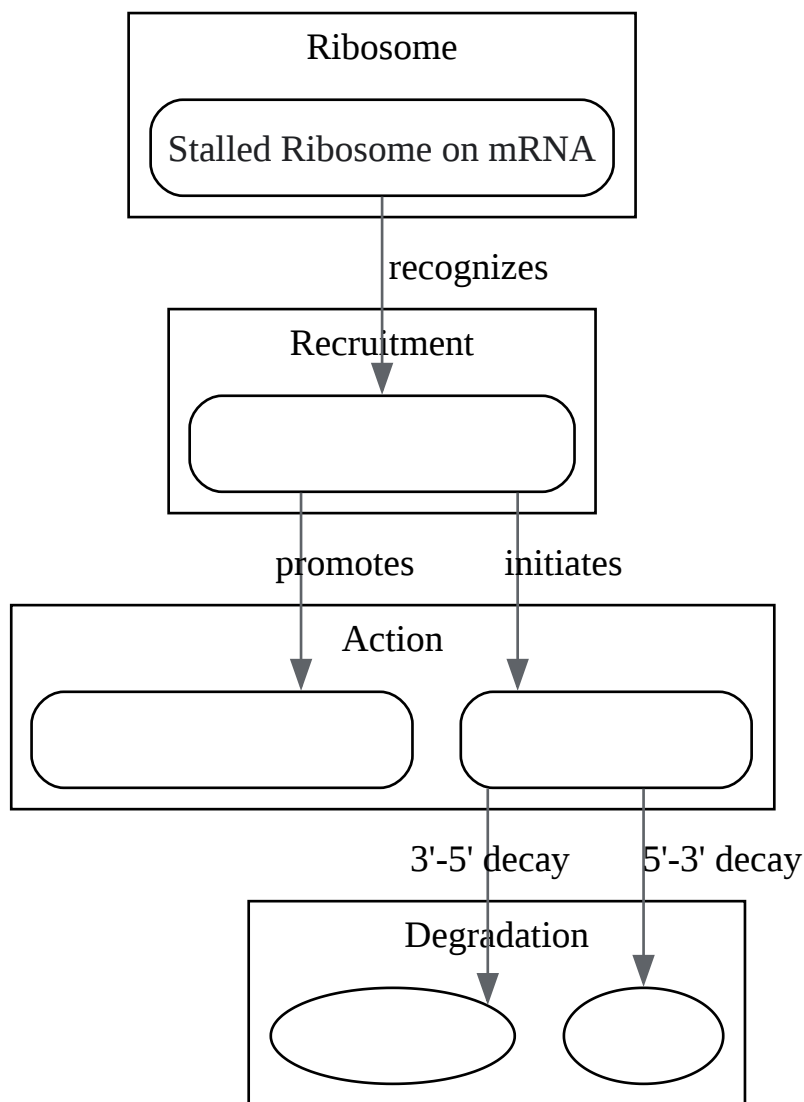 Ribosome
Stalled Ribosome on mRNA
recognizes
Recruitment
promotes
initiates
Action
3'-5' decay
5'-3' decay
Degradation